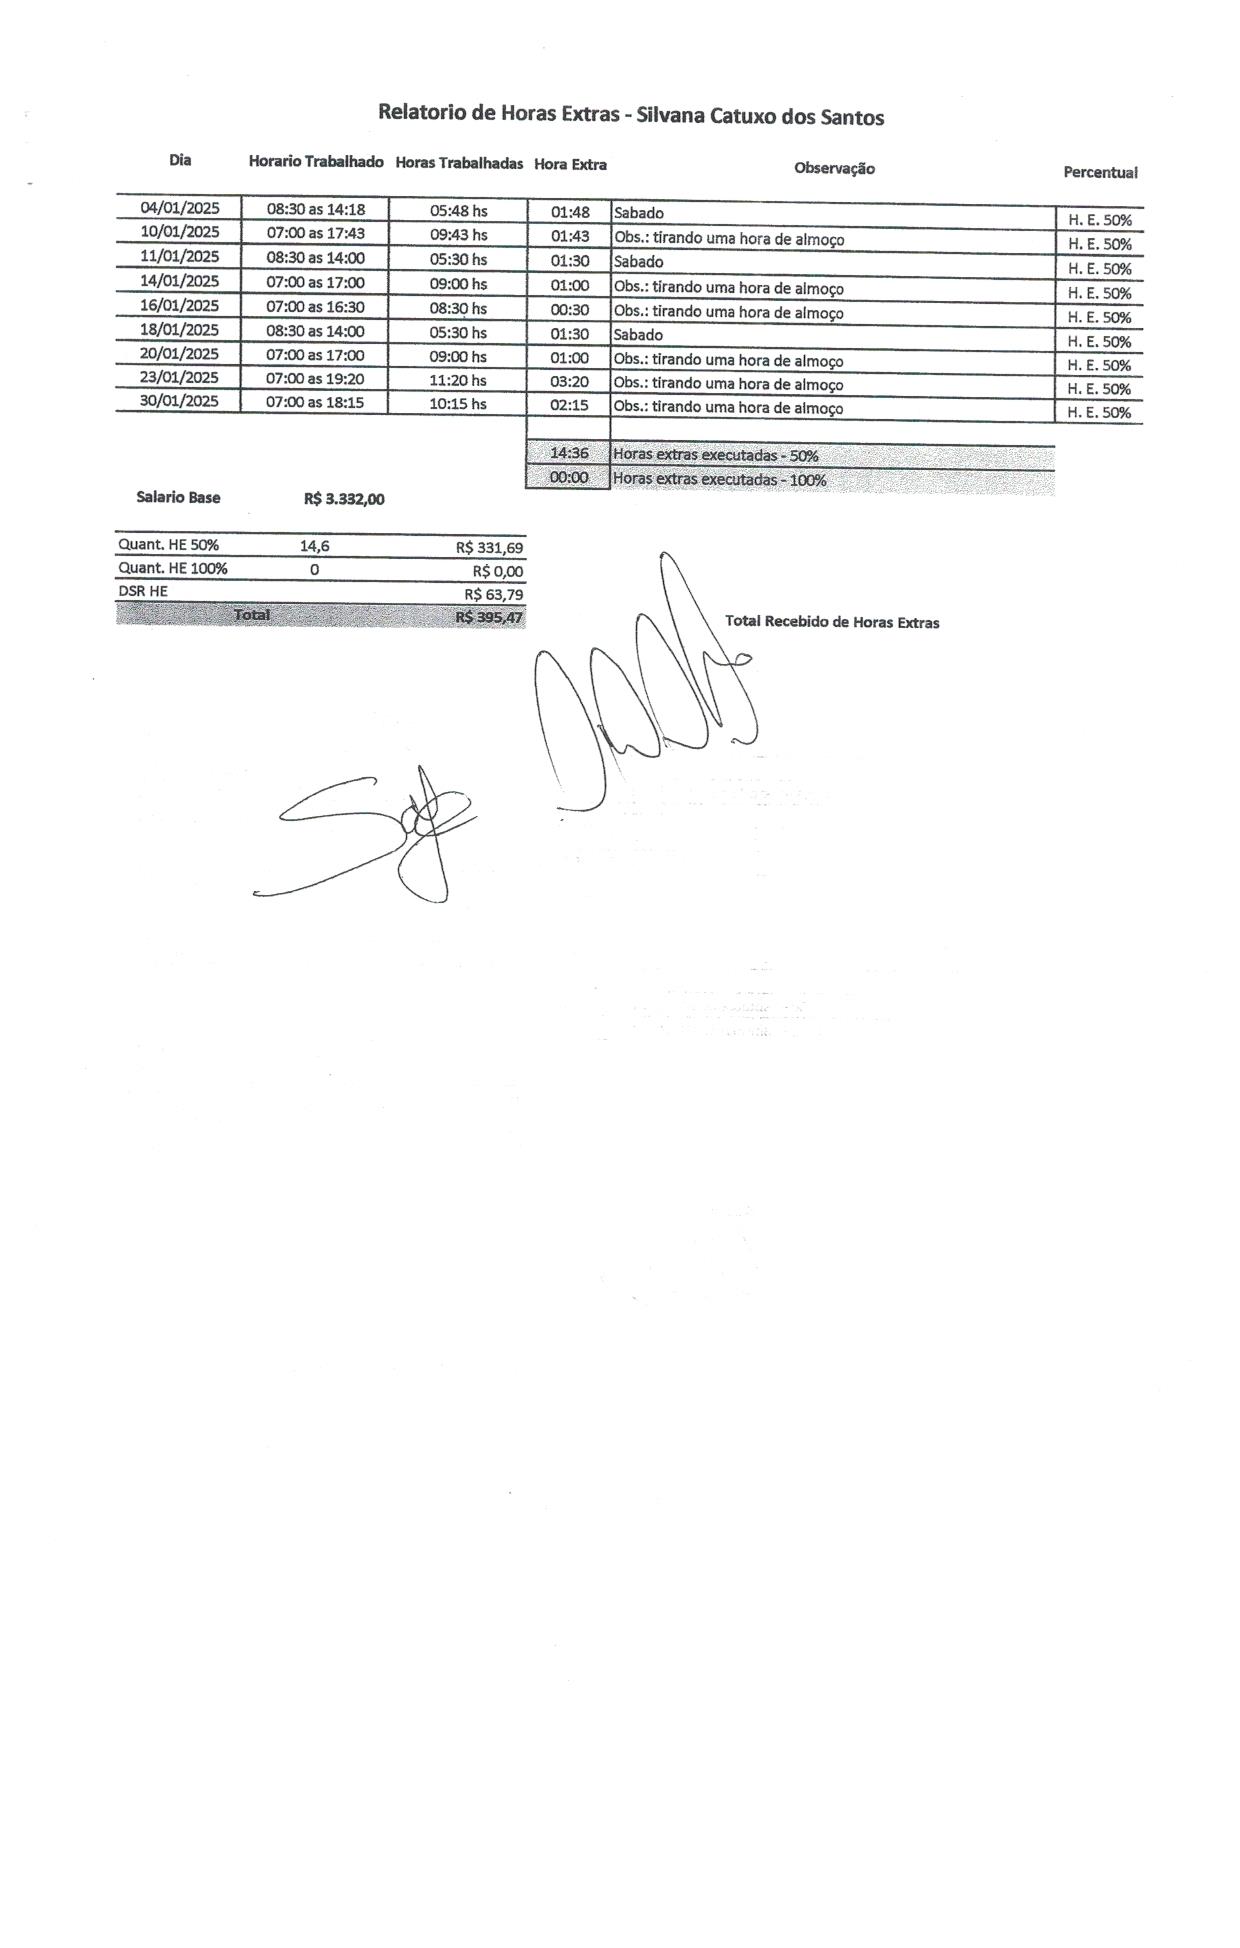 Relatorio de Horas Extras - Silvana Catuxo dos Santos
Dia Horario Trabalhado Horas Trabalhadas Hora Extra Observação Percentual
04/01/2025 08:30 as 14:18 05:48 hs 01:48 Sabado H. E. 50%
10/01/2025 07:00 as 17:43 09:43 hs 01:43 Obs.: tirando uma hora de almoço H. E. 50%
11/01/2025 08:30 as 14:00 05:30 hs 01:30 Sabado H. E. 50%
14/01/2025 07:00 as 17:00 09:00 hs 01:00 Obs.: tirando uma hora de almoço H. E. 50%
16/01/2025 07:00 as 16:30 08:30 hs 00:30 Obs.: tirando uma hora de almoço H. E. 50%
18/01/2025 08:30 as 14:00 05:30 hs 01:30 Sabado H. E. 50%
20/01/2025 07:00 as 17:00 09:00 hs 01:00 Obs.: tirando uma hora de almoço H. E. 50%
23/01/2025 07:00 as 19:20 11:20 hs 03:20 Obs.: tirando uma hora de almoço H. E. 50%
30/01/2025 07:00 as 18:15 10:15 hs 02:15 Obs.: tirando uma hora de almoço H. E. 50%
14:36 Horas extras executadas - 50%
00:00 Horas extras executadas - 100%
Salario Base R$ 3.332,00
Quant. HE 50% 14,6 R$ 331,69
Quant. HE 100% 0 R$ 0,00
DSR HE R$ 63,79
Total R$ 395,47
Total Recebido de Horas Extras